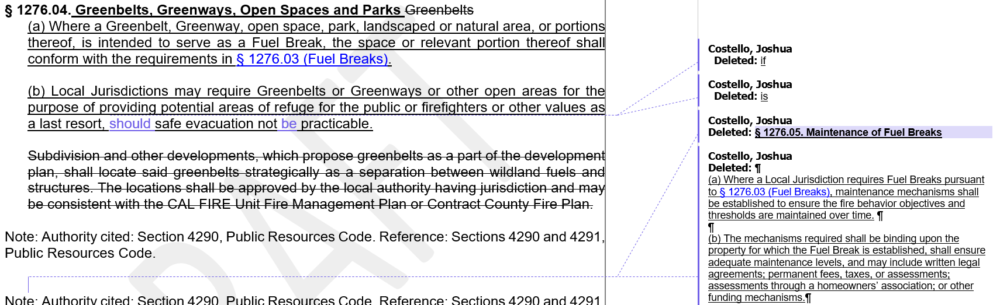 § 1276.04. Greenbelts, Greenways, Open Spaces and Parks Greenbelts
(a) Where a Greenbelt, Greenway, open space, park, landscaped or natural area, or portions
thereof, is intended to serve as a Fuel Break, the space or relevant portion thereof shall
conform with the requirements in § 1276.03 (Fuel Breaks).
(b) Local Jurisdictions may require Greenbelts or Greenways or other open areas for the
purpose of providing potential areas of refuge for the public or firefighters or other values as
a last resort, should safe evacuation not be practicable.
Subdivision and other developments, which propose greenbelts as a part of the development
plan, shall locate said greenbelts strategically as a separation between wildland fuels and
structures. The locations shall be approved by the local authority having jurisdiction and may
be consistent with the CAL FIRE Unit Fire Management Plan or Contract County Fire Plan.
Note: Authority cited: Section 4290, Public Resources Code. Reference: Sections 4290 and 4291,
Public Resources Code.
Note: Authority cited: Section 4290, Public Resources Code. Reference: Sections 4290 and 4291
Costello, Joshua
Deleted: if
Costello, Joshua
Deleted: is
Costello, Joshua
Deleted: § 1276.05. Maintenance of Fuel Breaks
Costello, Joshua
Deleted: ¶
(a) Where a Local Jurisdiction requires Fuel Breaks pursuant
to § 1276.03 (Fuel Breaks), maintenance mechanisms shall
be established to ensure the fire behavior objectives and
thresholds are maintained over time. ¶
¶
(b) The mechanisms required shall be binding upon the
property for which the Fuel Break is established, shall ensure
adequate maintenance levels, and may include written legal
agreements; permanent fees, taxes, or assessments;
assessments through a homeowners’ association; or other
funding mechanisms.¶
DRAFT